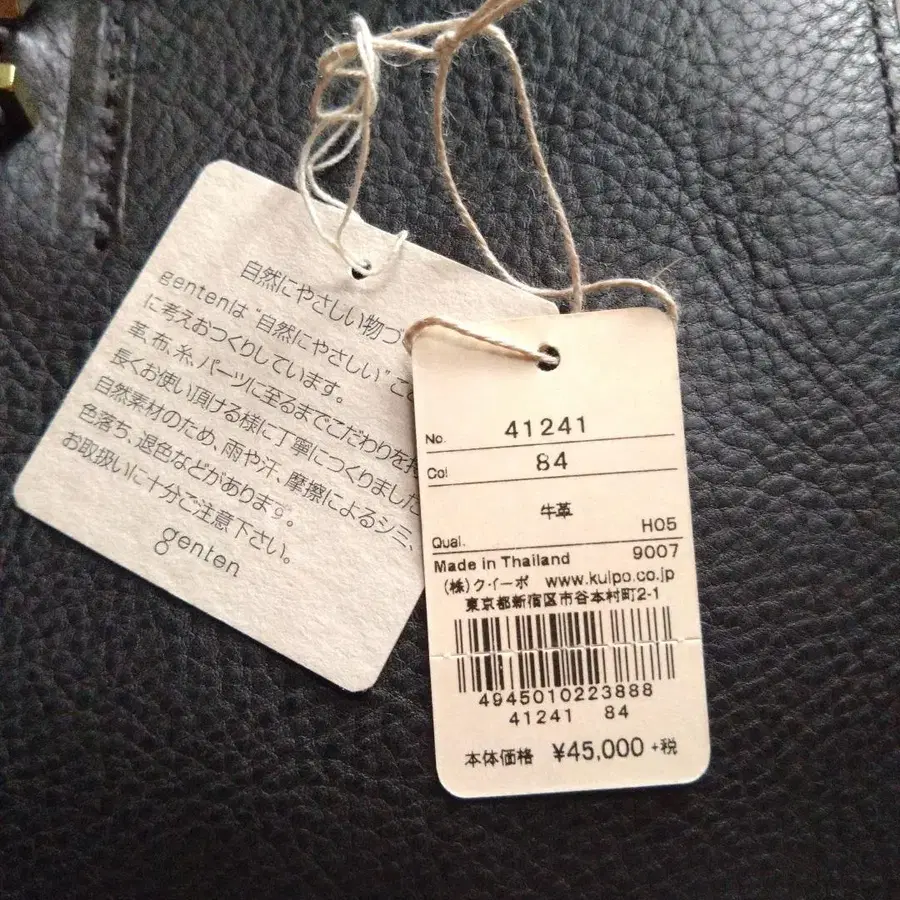 自然にやさしい物づ
gentenは"自然にやさしい"こ
に考えおつくりしています。
革、布、糸、パーツに至るまでこだわりを持
長くお使い頂ける様に丁寧につくりました
自然素材のため、雨や汗、摩擦によるシミ、
色落ち、退色などがあります。
お取扱いに十分ご注意下さい。
genten
No. 41241
Col 84
牛革
Qual. H05
Made in Thailand 9007
(株)クイーポ www.kuipo.co.jp
東京都新宿区市谷本村町2-1
4945010223888
41241 84
本体価格 ¥45,000 +税